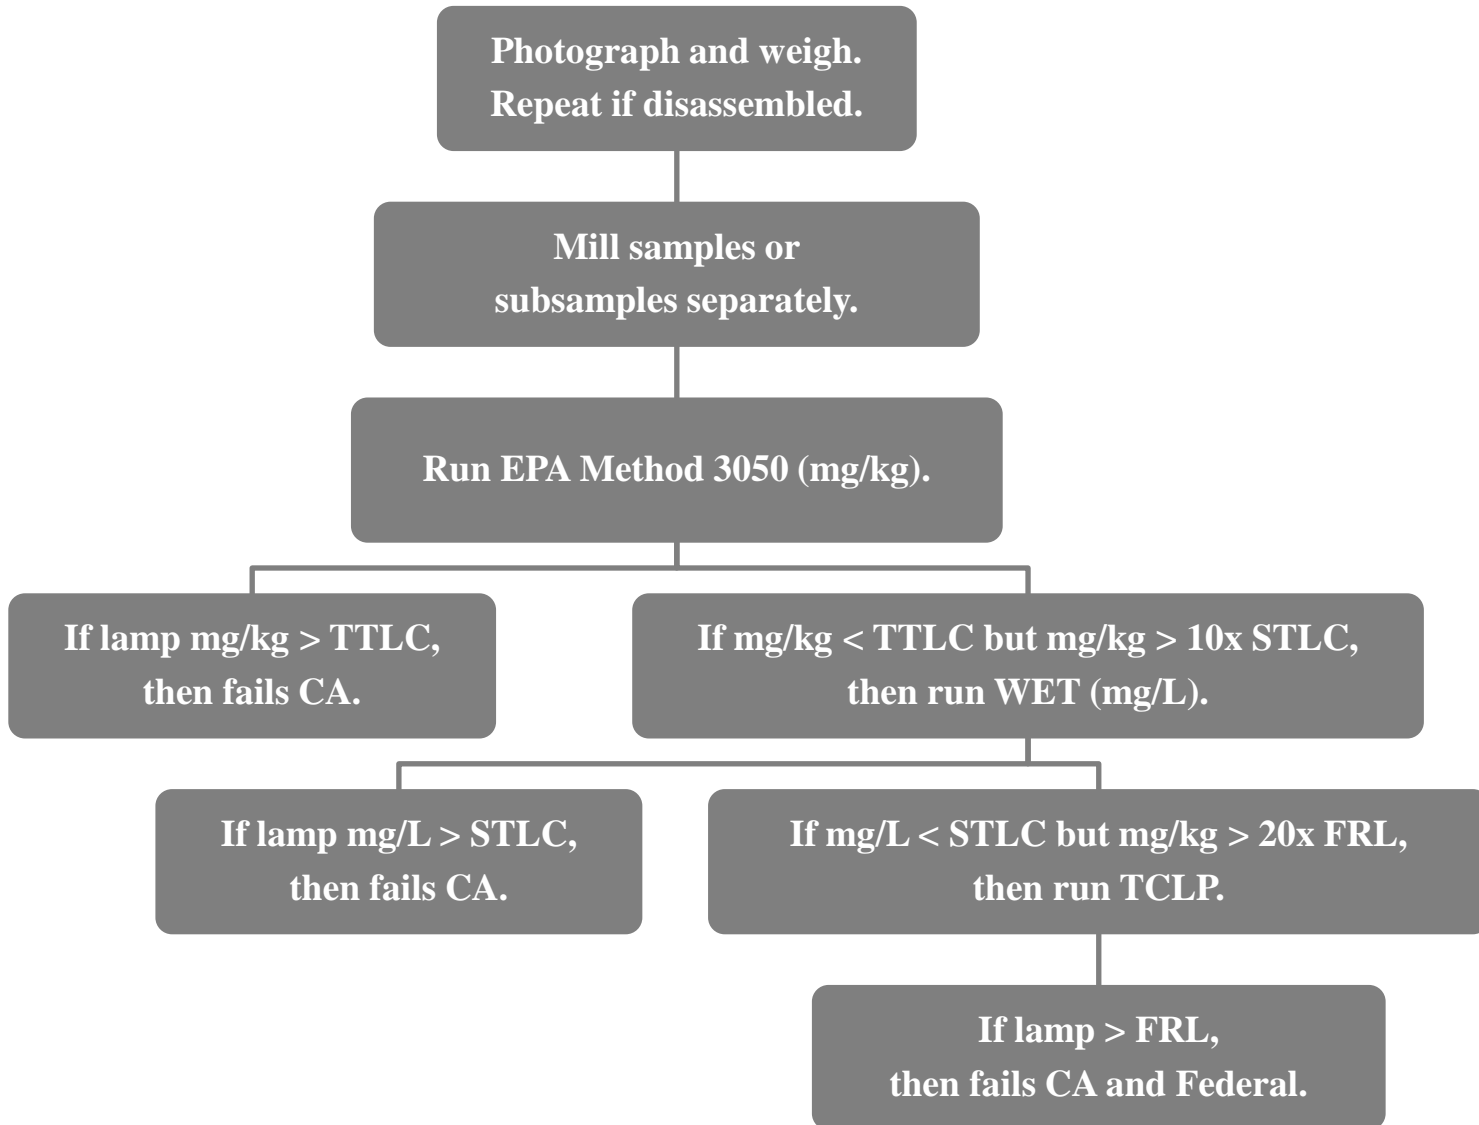 Photograph and weigh.
Repeat if disassembled.
Mill samples or
subsamples separately.
Run EPA Method 3050 (mg/kg).
If lamp mg/kg > TTLC,
then fails CA.
If mg/kg < TTLC but mg/kg > 10x STLC,
then run WET (mg/L).
If lamp mg/L > STLC,
then fails CA.
If mg/L < STLC but mg/kg > 20x FRL,
then run TCLP.
If lamp > FRL,
then fails CA and Federal.